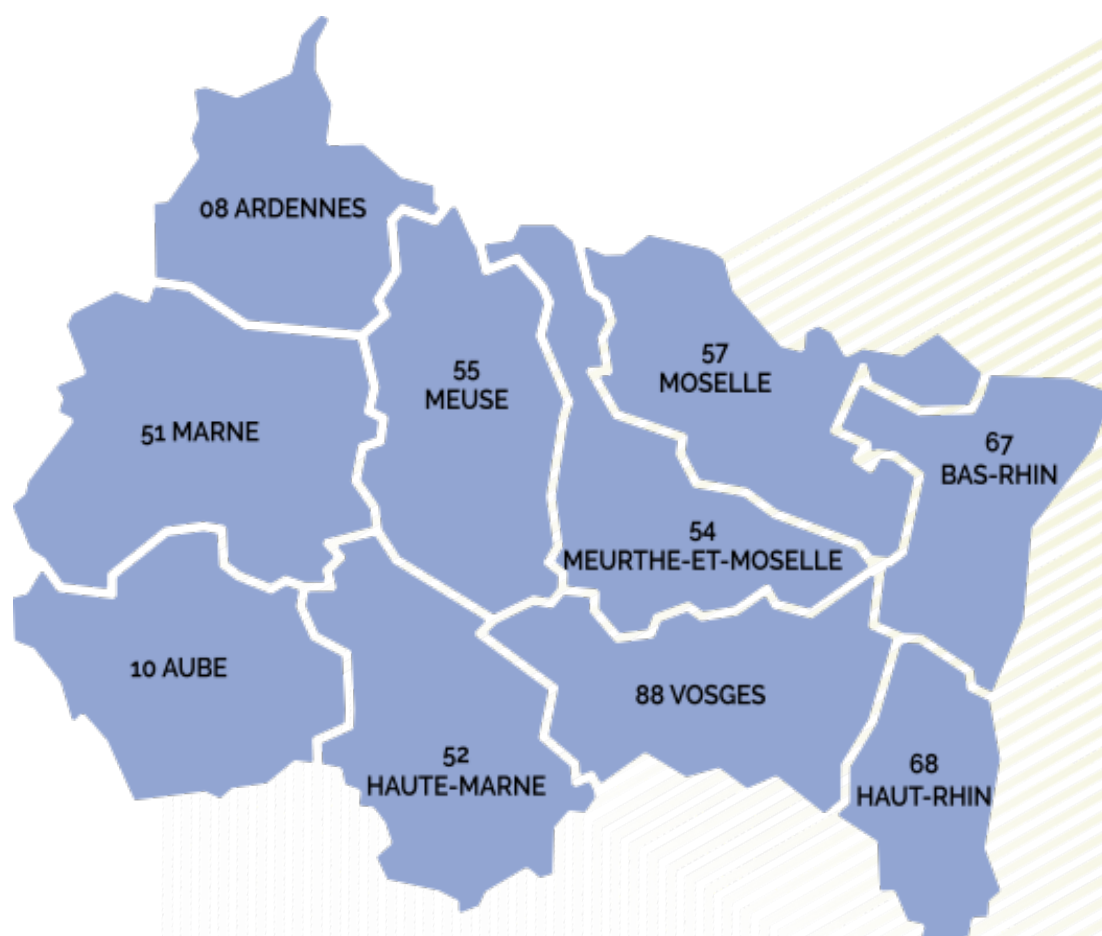 08 ARDENNES
55
MEUSE
57
MOSELLE
51 MARNE
67
BAS-RHIN
54
MEURTHE-ET-MOSELLE
10 AUBE
88 VOSGES
52
HAUTE-MARNE
68
HAUT-RHIN